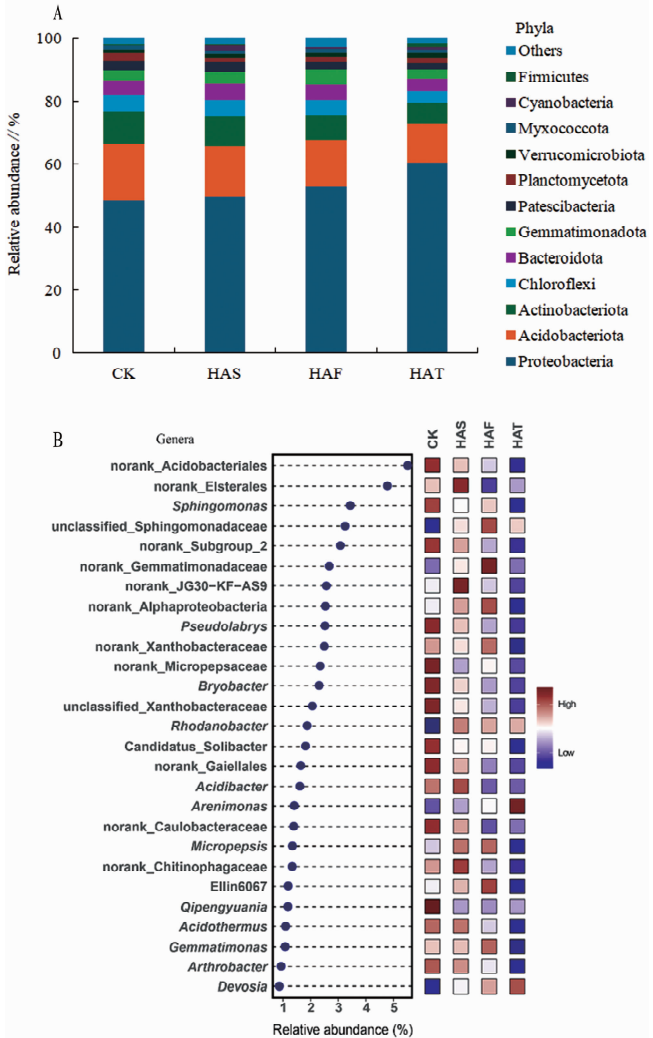 A
Relative abundance // %
100
80
60
40
20
0
CK
HAS
HAF
HAT
Phyla
Others
Firmicutes
Cyanobacteria
Myxococcota
Verrucomicrobiota
Planctomycetota
Patescibacteria
Gemmatimonadota
Bacteroidota
Chloroflexi
Actinobacteriota
Acidobacteriota
Proteobacteria
B
Genera
CK
HAS
HAF
HAT
norank_Acidobacteriales
norank_Elsterales
Sphingomonas
unclassified_Sphingomonadaceae
norank_Subgroup_2
norank_Gemmatimonadaceae
norank_JG30-KF-AS9
norank_Alphaproteobacteria
Pseudolabrys
norank_Xanthobacteraceae
norank_Micropepsaceae
Bryobacter
unclassified_Xanthobacteraceae
Rhodanobacter
Candidatus_Solibacter
norank_Gaiellales
Acidibacter
Arenimonas
norank_Caulobacteraceae
Micropepsis
norank_Chitinophagaceae
Ellin6067
Qipengyuania
Acidothermus
Gemmatimonas
Arthrobacter
Devosia
1 2 3 4 5
Relative abundance (%)
High
Low